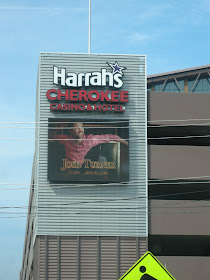 Harrah's
CHEROKEE
CASINO & HOTEL
JOSH TURNER